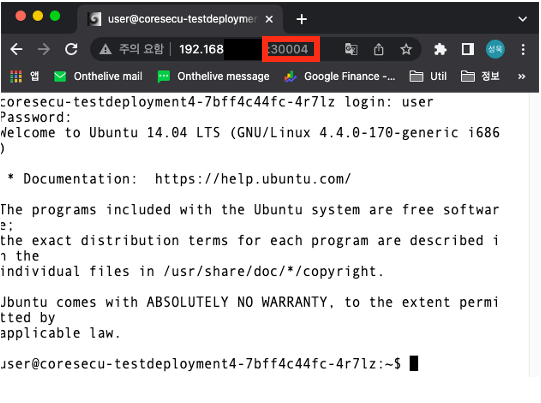 user@coresecu-testdeployment4
주의 요함
192.168
:30004
성욱
앱
Onthelive mail
Onthelive message
Google Finance -...
Util
정보
»
coresecu-testdeployment4-7bff4c44fc-4r7lz login: user
Password:
Welcome to Ubuntu 14.04 LTS (GNU/Linux 4.4.0-170-generic i686
)
* Documentation:  https://help.ubuntu.com/
The programs included with the Ubuntu system are free softwar
e;
the exact distribution terms for each program are described i
n the
individual files in /usr/share/doc/*/copyright.
Ubuntu comes with ABSOLUTELY NO WARRANTY, to the extent permi
tted by
applicable law.
user@coresecu-testdeployment4-7bff4c44fc-4r7lz:~$